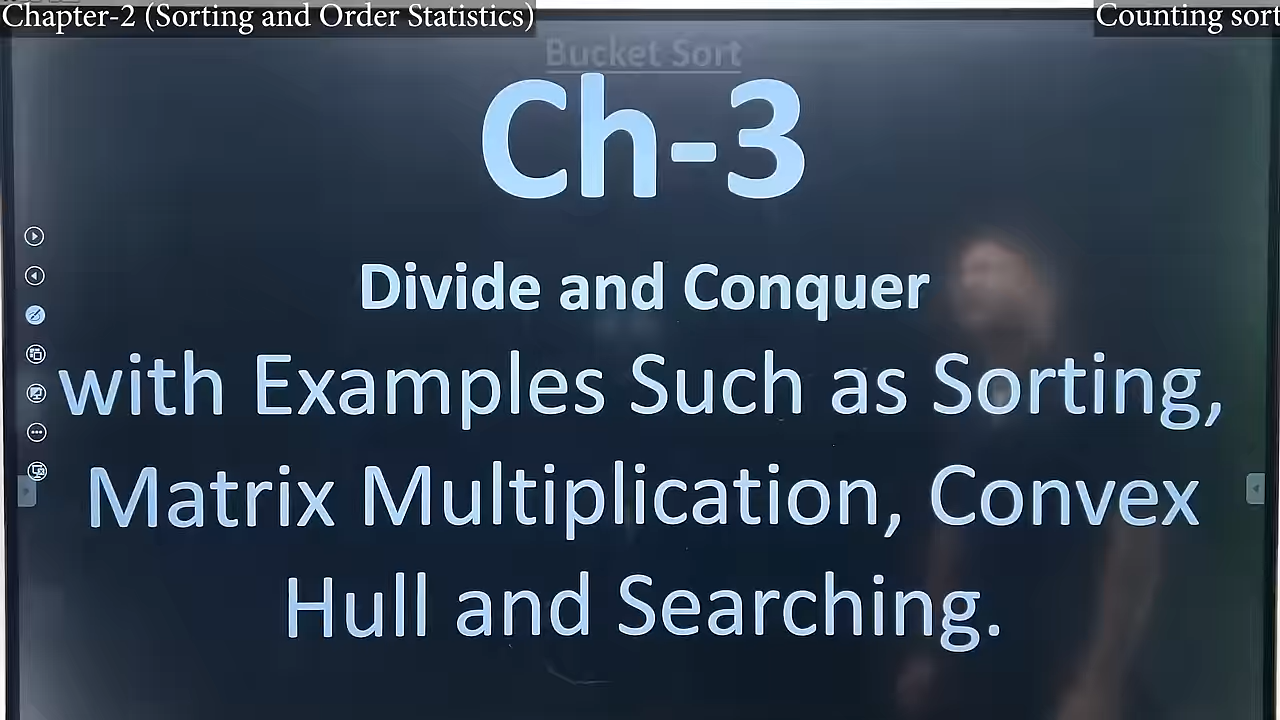 Chapter-2 (Sorting and Order Statistics)
Counting sort
Bucket Sort
Ch-3
Divide and Conquer
with Examples Such as Sorting,
Matrix Multiplication, Convex
Hull and Searching.